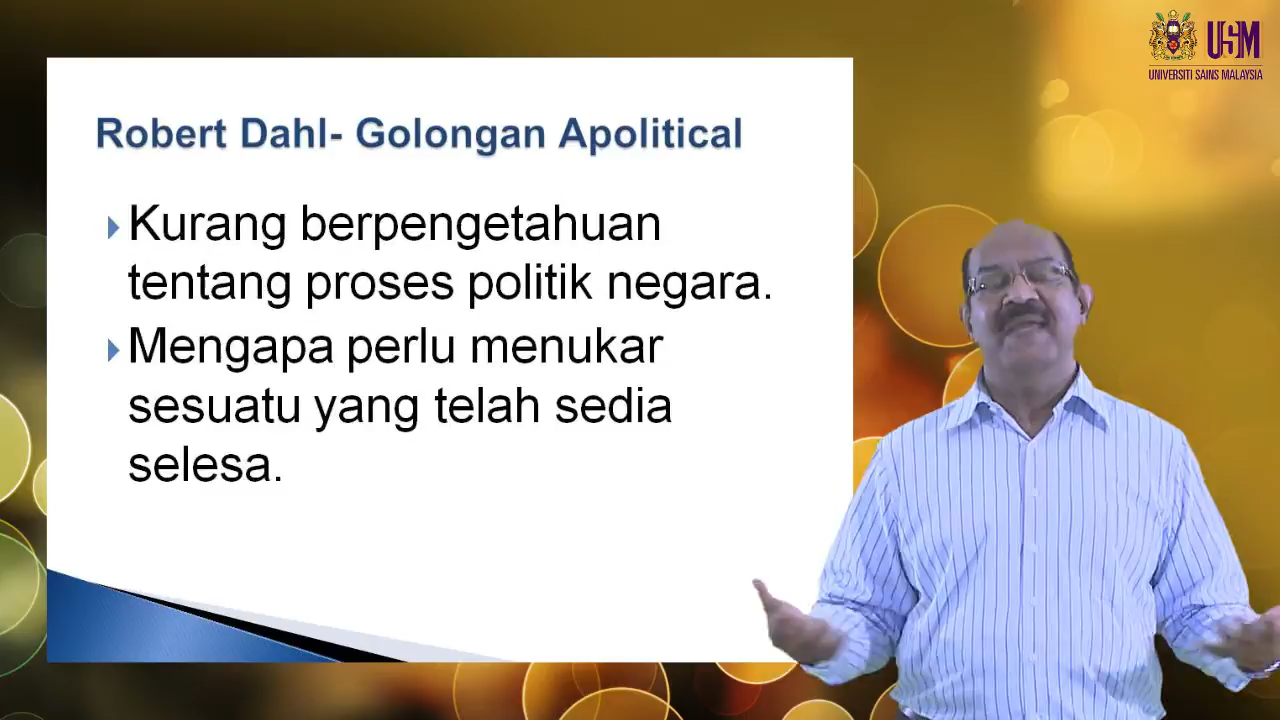 USM
UNIVERSITI SAINS MALAYSIA
Robert Dahl- Golongan Apolitical
Kurang berpengetahuan
tentang proses politik negara.
Mengapa perlu menukar
sesuatu yang telah sedia
selesa.